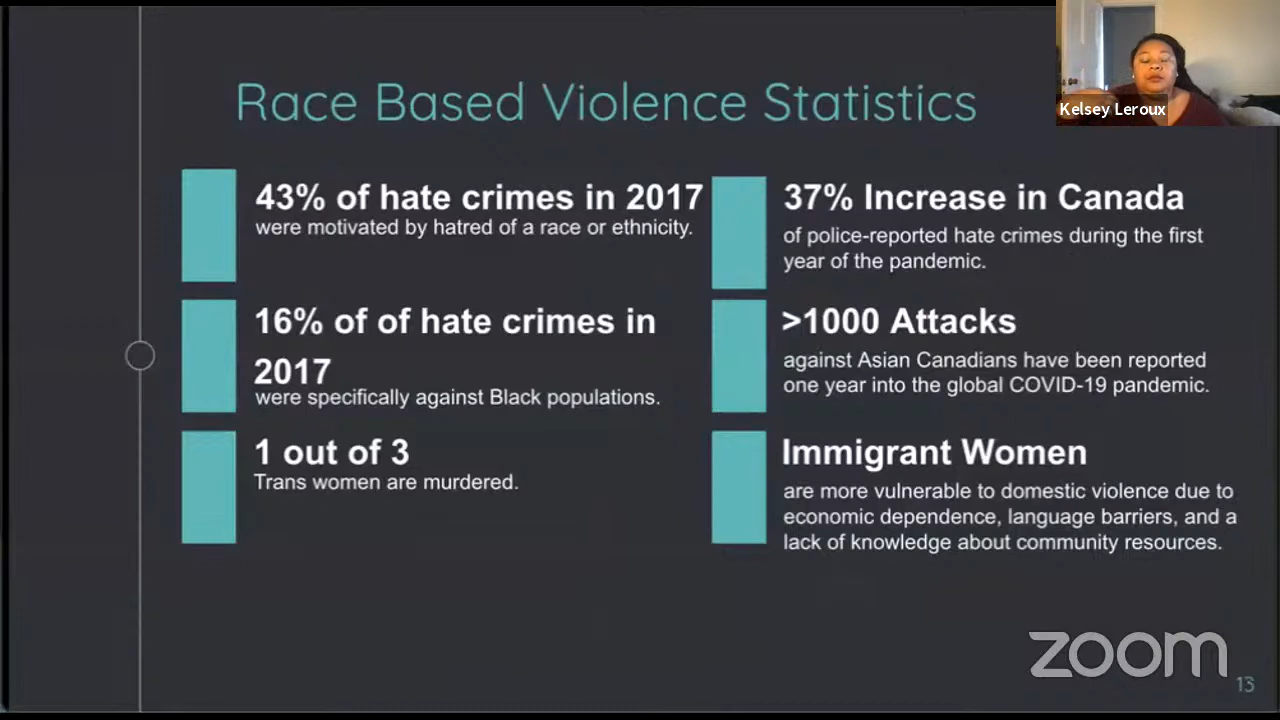 Race Based Violence Statistics
Kelsey Leroux
43% of hate crimes in 2017
were motivated by hatred of a race or ethnicity.
16% of of hate crimes in
2017
were specifically against Black populations.
1 out of 3
Trans women are murdered.
37% Increase in Canada
of police-reported hate crimes during the first
year of the pandemic.
>1000 Attacks
against Asian Canadians have been reported
one year into the global COVID-19 pandemic.
Immigrant Women
are more vulnerable to domestic violence due to
economic dependence, language barriers, and a
lack of knowledge about community resources.
zoom
13